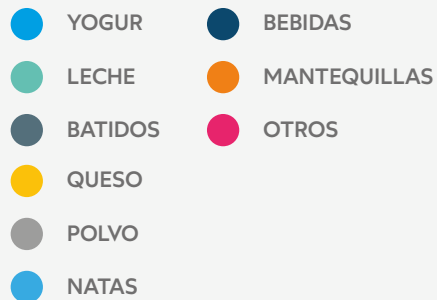 YOGUR
LECHE
BATIDOS
QUESO
POLVO
NATAS
BEBIDAS
MANTEQUILLAS
OTROS